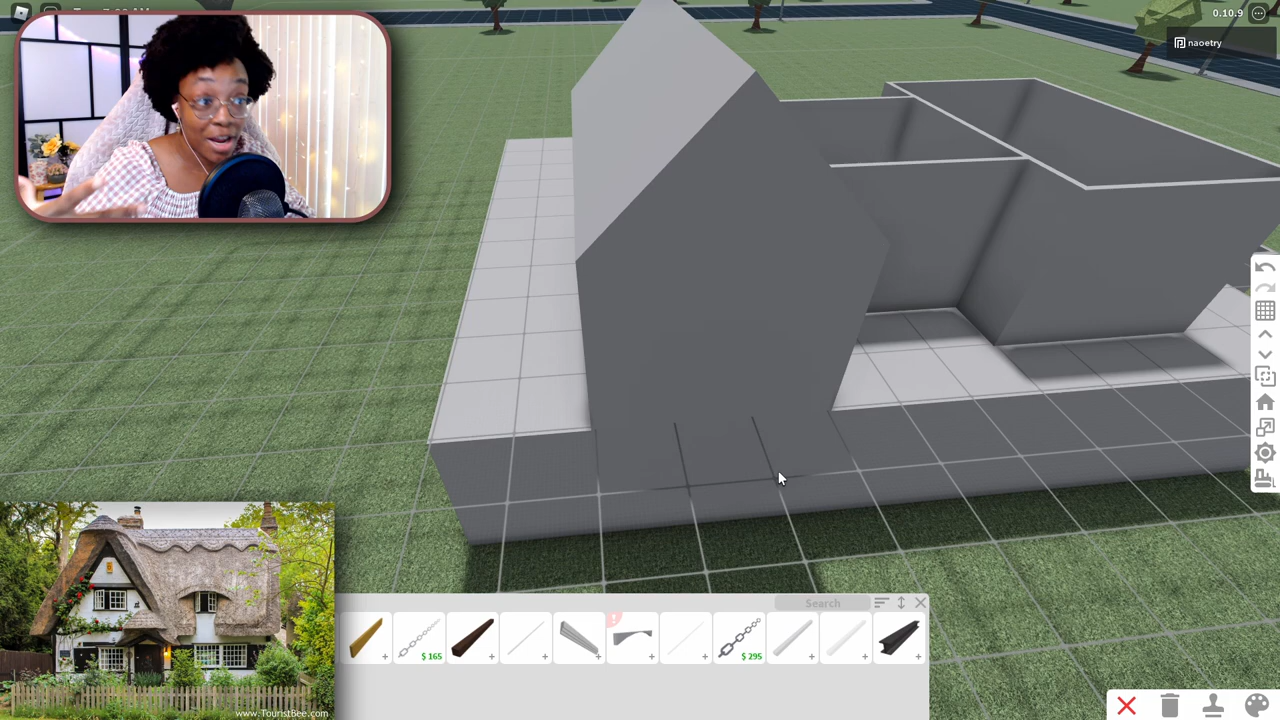 0.10.9
naoetry
Search
$ 165
$ 295
www.TouristBee.com